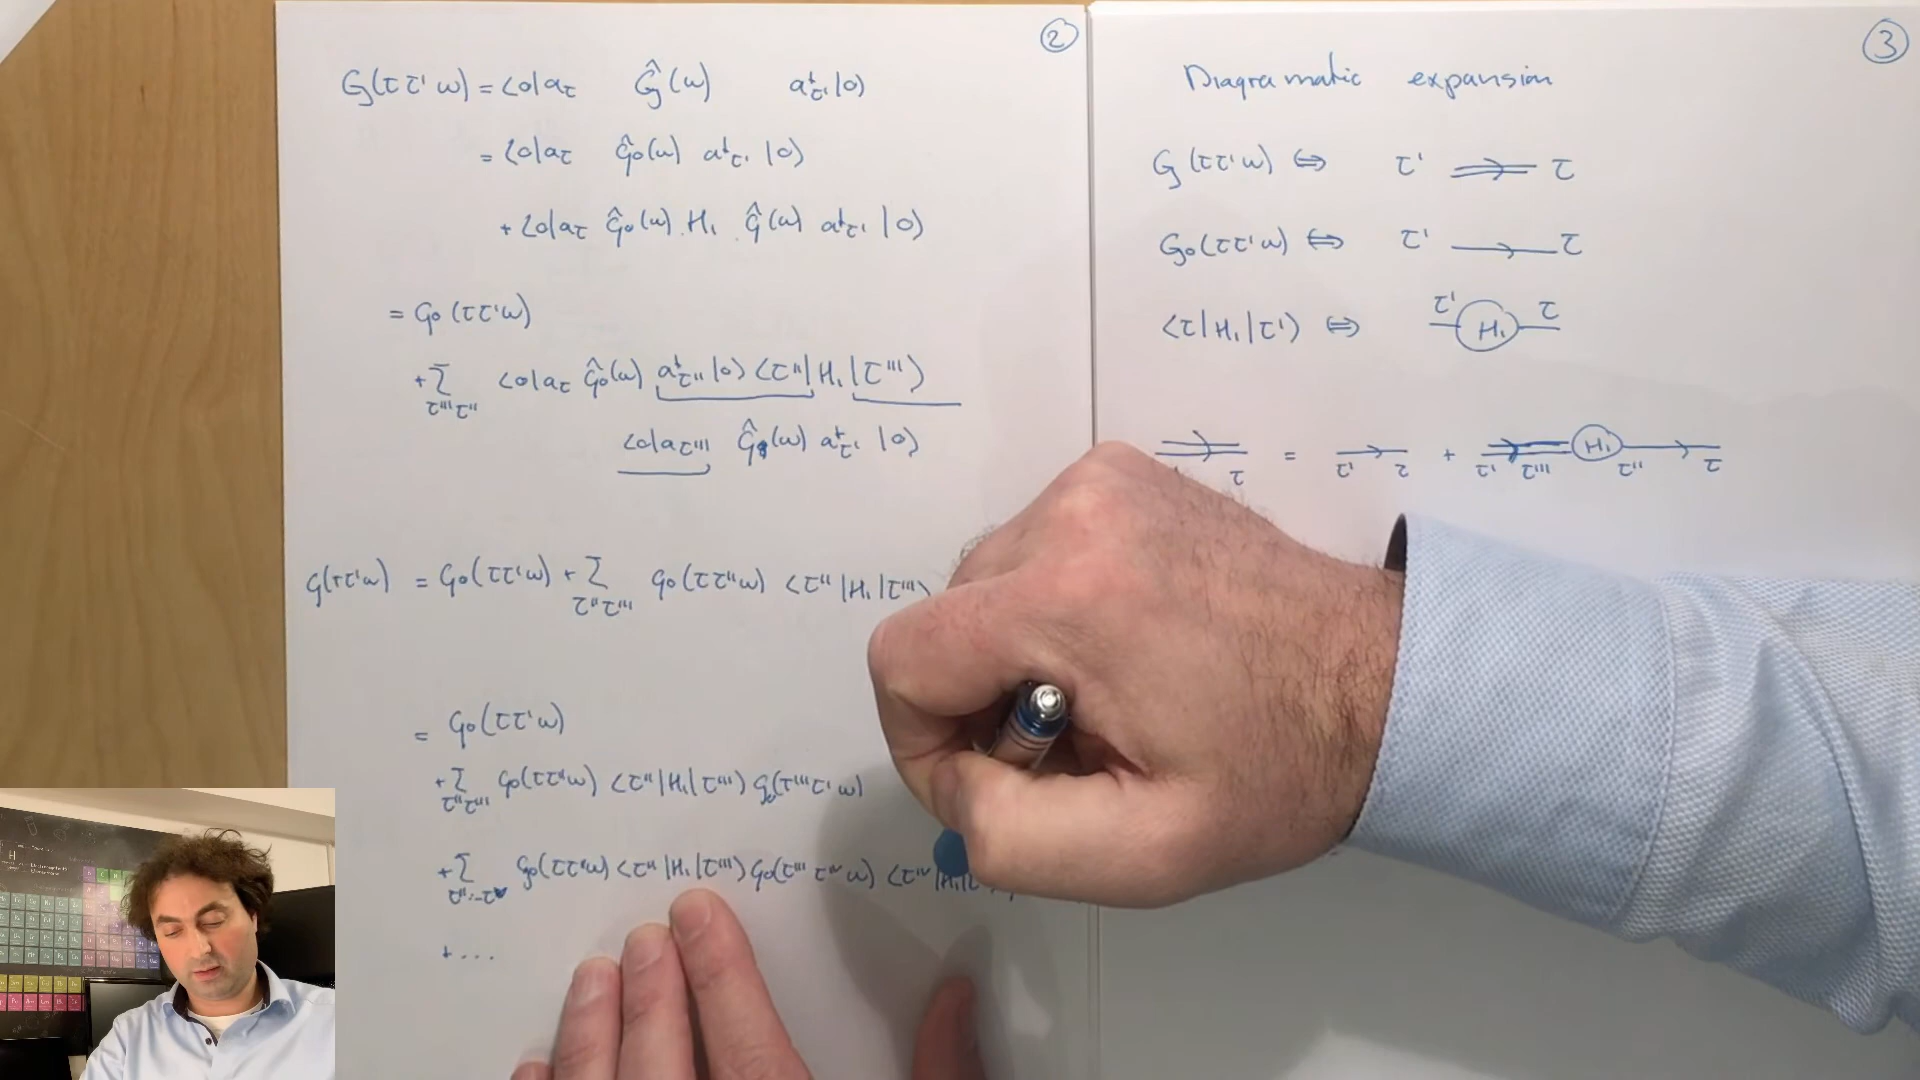 ②
G(ττ'ω) = <0|aτ Ĝ(ω) a†τ'|0>
= <0|aτ Ĝ0(ω) a†τ'|0>
+ <0|aτ Ĝ0(ω) H1 Ĝ(ω) a†τ'|0>
= G0(ττ'ω)
+ Σ <0|aτ Ĝ0(ω) a†τ''|0> <τ''|H1|τ'''>
τ'''τ''
<0|aτ''' Ĝ(ω) a†τ'|0>
G(ττ'ω) = G0(ττ'ω) + Σ G0(ττ''ω) <τ''|H1|τ'''>
τ''τ'''
= G0(ττ'ω)
+ Σ G0(ττ''ω) <τ''|H1|τ'''> G0(τ'''τ'ω)
τ''τ'''
+ Σ G0(ττ''ω) <τ''|H1|τ'''> G0(τ'''τ''''ω) <τ''''|H1|
+ ...
③
Diagramatic expansion
G(ττ'ω) ⇔ τ' τ
G0(ττ'ω) ⇔ τ' → τ
<τ|H1|τ'> ⇔ τ' H1 τ
= → + H1 →
τ τ' τ τ' τ''' τ'' τ